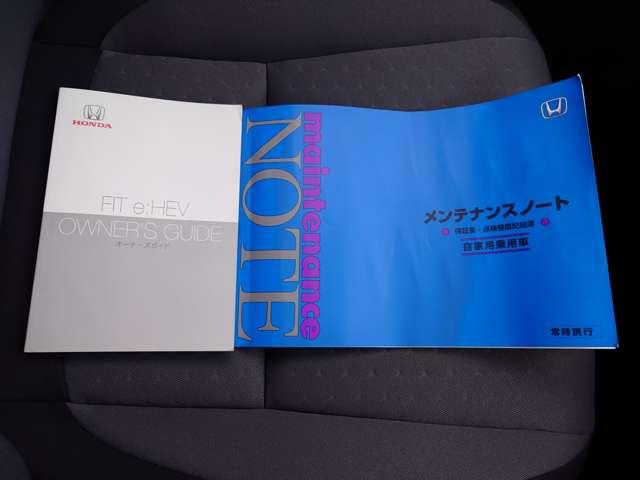 HONDA
FIT e:HEV
OWNER'S GUIDE
オーナーズガイド
maintenance
NOTE
メンテナンスノート
保証書・点検整備記録簿
自家用乗用車
常時携行